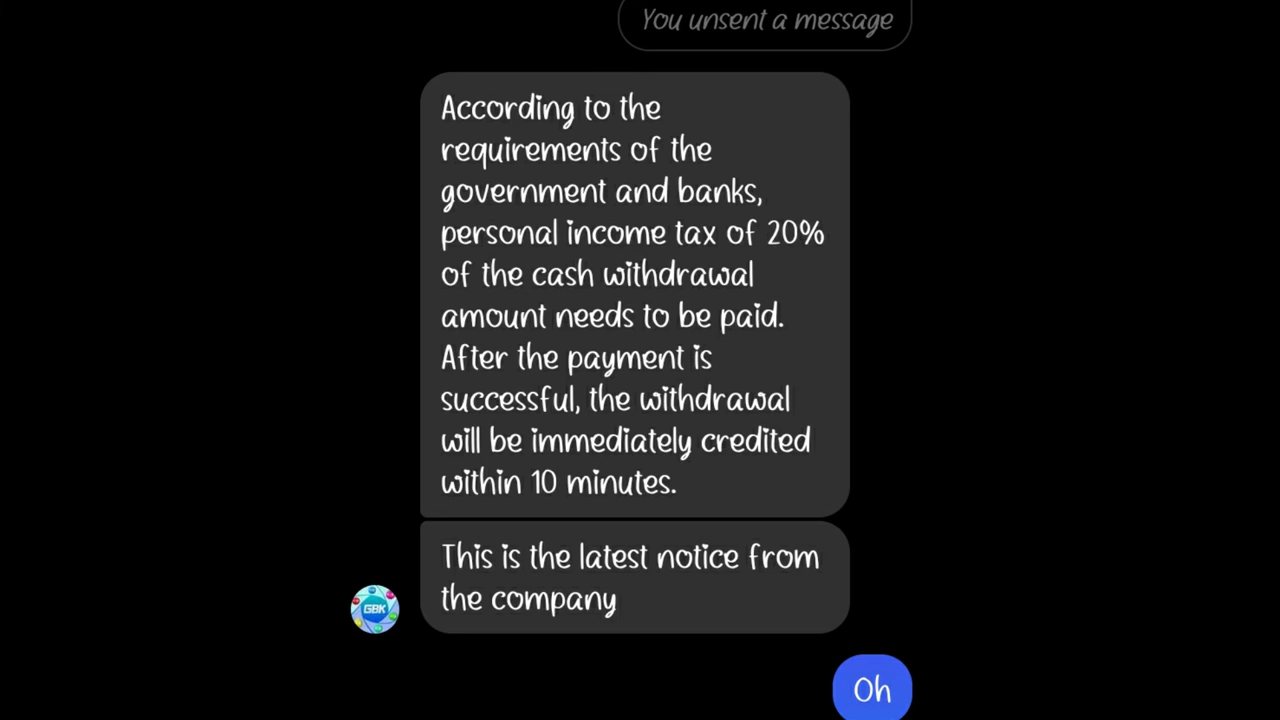 You unsent a message
According to the
requirements of the
government and banks,
personal income tax of 20%
of the cash withdrawal
amount needs to be paid.
After the payment is
successful, the withdrawal
will be immediately credited
within 10 minutes.
This is the latest notice from
the company
GBK
Oh